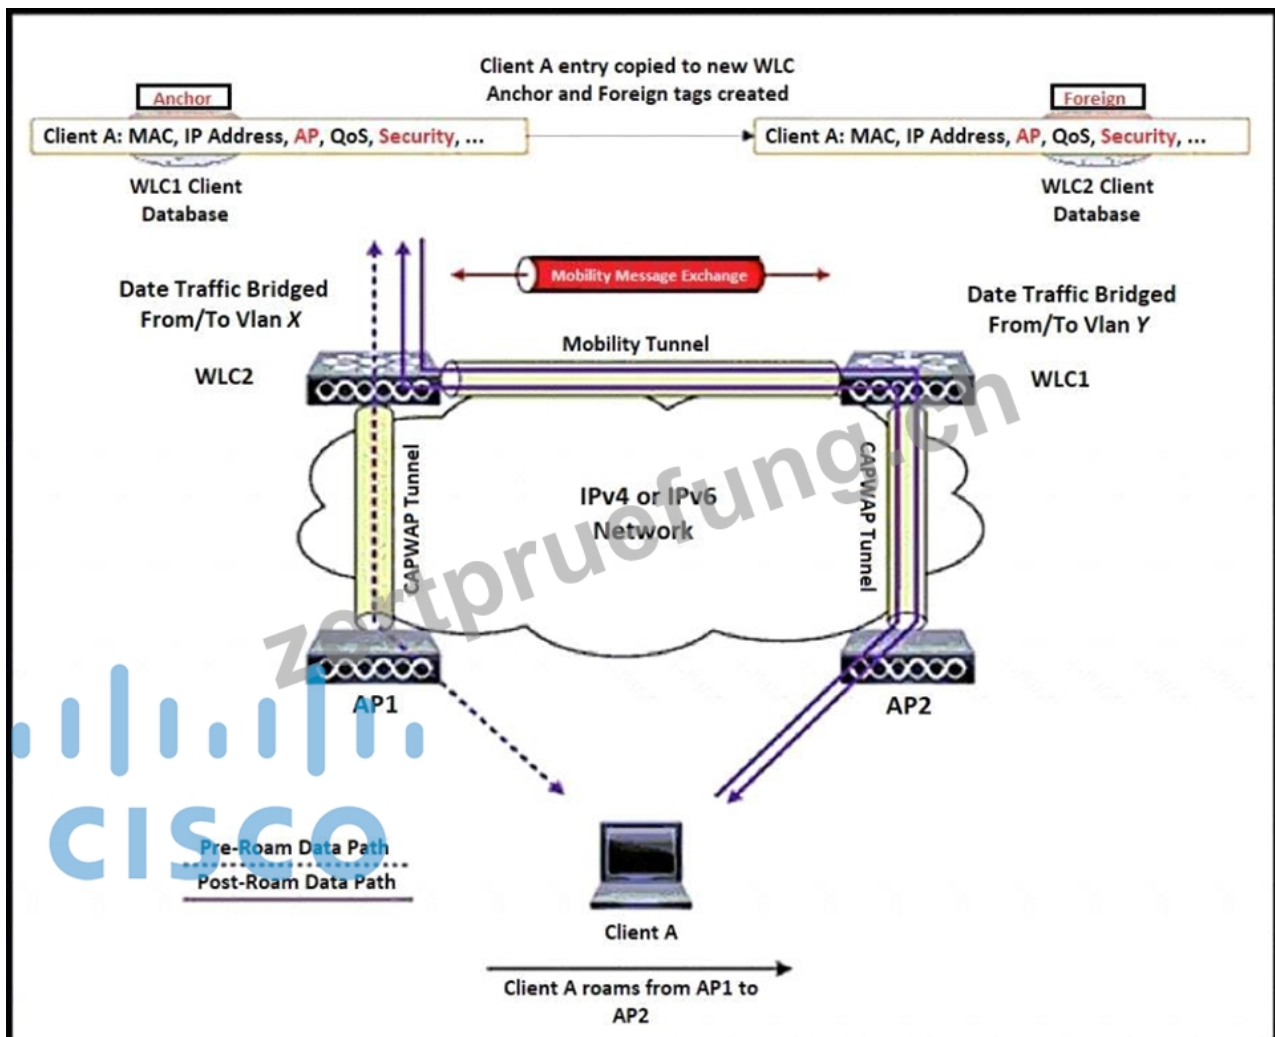 Client A entry copied to new WLC
Anchor and Foreign tags created
Anchor
Foreign
Client A: MAC, IP Address, AP, QoS, Security, ...
Client A: MAC, IP Address, AP, QoS, Security, ...
WLC1 Client
Database
WLC2 Client
Database
Mobility Message Exchange
Date Traffic Bridged
From/To Vlan X
Date Traffic Bridged
From/To Vlan Y
Mobility Tunnel
WLC2
WLC1
CAPWAP Tunnel
CAPWAP Tunnel
IPv4 or IPv6
Network
zertpruefung.cn
AP1
AP2
CISCO
Pre-Roam Data Path
Post-Roam Data Path
Client A
Client A roams from AP1 to
AP2